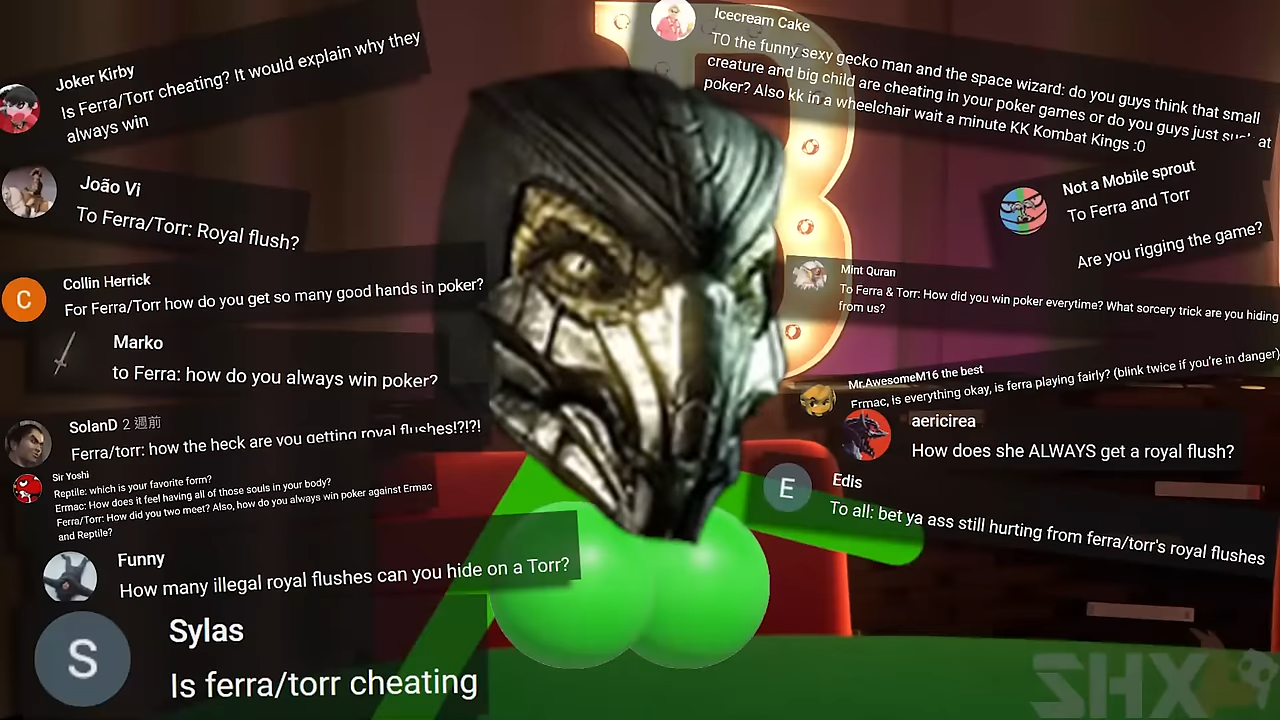 Joker Kirby
Is Ferra/Torr cheating? It would explain why they
always win
João Vi
To Ferra/Torr: Royal flush?
C
Collin Herrick
For Ferra/Torr how do you get so many good hands in poker?
Marko
to Ferra: how do you always win poker?
SolanD 2 週前
Ferra/torr: how the heck are you getting royal flushes!?!?!
Sir Yoshi
Reptile: which is your favorite form?
Ermac: How does it feel having all of those souls in your body?
Ferra/Torr: How did you two meet? Also, how do you always win poker against Ermac
and Reptile?
Funny
How many illegal royal flushes can you hide on a Torr?
S
Sylas
Is ferra/torr cheating
Icecream Cake
TO the funny sexy gecko man and the space wizard: do you guys think that small
creature and big child are cheating in your poker games or do you guys just suck at
poker? Also kk in a wheelchair wait a minute KK Kombat Kings :0
Not a Mobile sprout
To Ferra and Torr
Are you rigging the game?
Mint Quran
To Ferra & Torr: How did you win poker everytime? What sorcery trick are you hiding
from us?
Mr.AwesomeM16 the best
Ermac, is everything okay, is ferra playing fairly? (blink twice if you're in danger)
aericirea
How does she ALWAYS get a royal flush?
E
Edis
To all: bet ya ass still hurting from ferra/torr's royal flushes
SHX